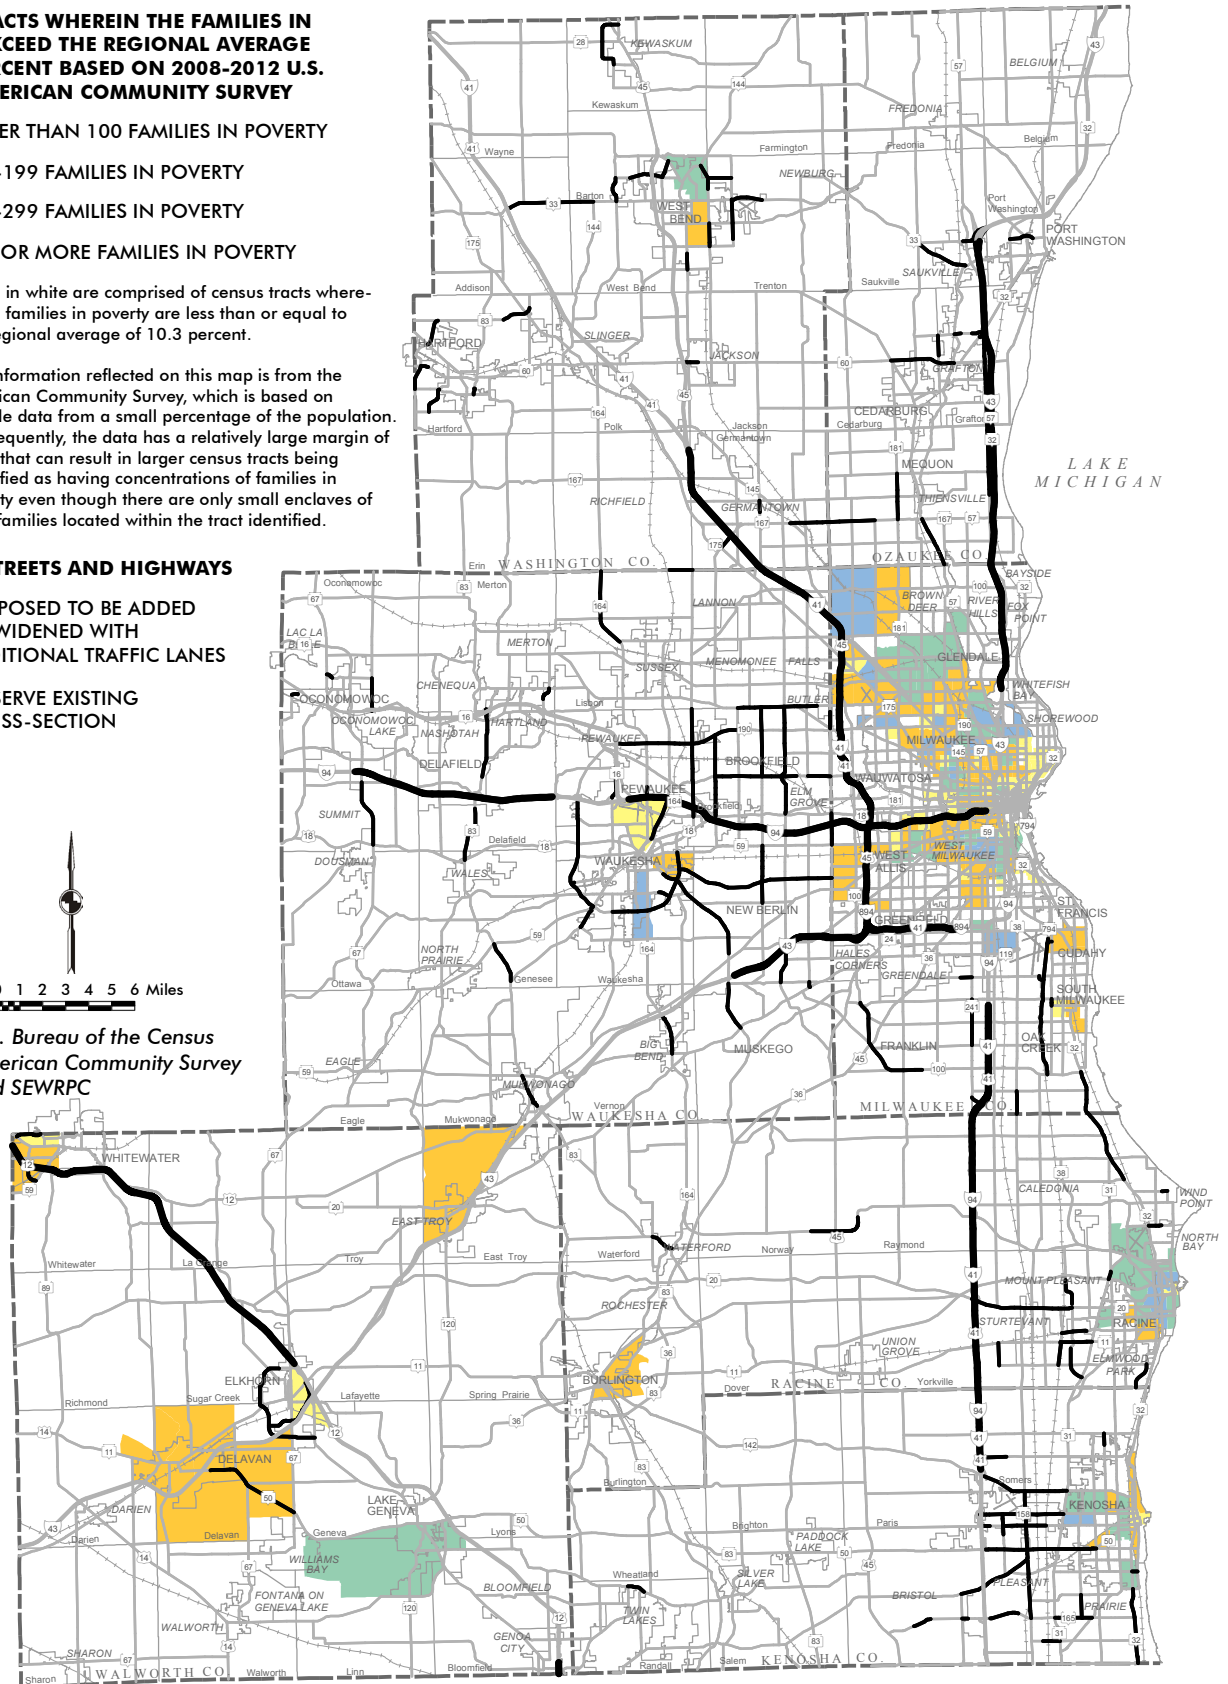 ACTS WHEREIN THE FAMILIES IN
XCEED THE REGIONAL AVERAGE
RCENT BASED ON 2008-2012 U.S.
MERICAN COMMUNITY SURVEY
ER THAN 100 FAMILIES IN POVERTY
-199 FAMILIES IN POVERTY
-299 FAMILIES IN POVERTY
OR MORE FAMILIES IN POVERTY
in white are comprised of census tracts where-
families in poverty are less than or equal to
egional average of 10.3 percent.
nformation reflected on this map is from the
ican Community Survey, which is based on
le data from a small percentage of the population.
equently, the data has a relatively large margin of
that can result in larger census tracts being
fied as having concentrations of families in
ty even though there are only small enclaves of
families located within the tract identified.
TREETS AND HIGHWAYS
POSED TO BE ADDED
WIDENED WITH
DITIONAL TRAFFIC LANES
SERVE EXISTING
SS-SECTION
0 1 2 3 4 5 6 Miles
. Bureau of the Census
erican Community Survey
d SEWRPC
KEWASKUM
Kewaskum
Wayne
Farmington
FREDONIA
Fredonia
BELGIUM
Belgium
NEWBURG
Barton
WEST
BEND
Port
Washington
PORT
WASHINGTON
SAUKVILLE
Saukville
Addison
West Bend
Trenton
HARTFORD
SLINGER
JACKSON
GRAFTON
CEDARBURG
Cedarburg
Grafton
Hartford
Polk
Jackson
Germantown
MEQUON
LAKE
MICHIGAN
RICHFIELD
GERMANTOWN
THIENSVILLE
Erin
WASHINGTON CO.
OZAUKEE CO.
Oconomowoc
Merton
BAYSIDE
LANNON
BROWN
DEER
RIVER
HILLS
FOX
POINT
LAC LA
BELLE
MERTON
SUSSEX
MENOMONEE FALLS
GLENDALE
CHENEQUA
OCONOMOWOC
Lisbon
BUTLER
WHITEFISH
BAY
OCONOMOWOC
LAKE
NASHOTAH
HARTLAND
PEWAUKEE
SHOREWOOD
MILWAUKEE
DELAFIELD
BROOKFIELD
WAUWATOSA
PEWAUKEE
Brookfield
ELM
GROVE
SUMMIT
Delafield
DOUSMAN
WALES
WAUKESHA
WEST
ALLIS
WEST
MILWAUKEE
NEW BERLIN
GREENFIELD
ST.
FRANCIS
NORTH
PRAIRIE
HALES
CORNERS
GREENDALE
CUDAHY
Ottawa
Genesee
Waukesha
SOUTH
MILWAUKEE
EAGLE
BIG
BEND
MUSKEGO
FRANKLIN
OAK
CREEK
MUKWONAGO
Eagle
Mukwonago
Vernon
WAUKESHA CO.
MILWAUKEE CO.
WHITEWATER
CALEDONIA
WIND
POINT
EAST TROY
NORTH
BAY
Whitewater
La Grange
Troy
East Troy
Waterford
WATERFORD
Norway
Raymond
MOUNT PLEASANT
ROCHESTER
STURTEVANT
RACINE
UNION
GROVE
ELMWOOD
PARK
ELKHORN
BURLINGTON
Richmond
Sugar Creek
Lafayette
Spring Prairie
Dover
RACINE CO.
Yorkville
DELAVAN
Burlington
Somers
DARIEN
LAKE
GENEVA
KENOSHA
Darien
Delavan
Geneva
Lyons
Brighton
Paris
PADDOCK
LAKE
WILLIAMS
BAY
BLOOMFIELD
Wheatland
SILVER
LAKE
BRISTOL
PLEASANT
PRAIRIE
FONTANA ON
GENEVA LAKE
TWIN
LAKES
WALWORTH
GENOA
CITY
SHARON
Sharon
WALWORTH CO.
Walworth
Linn
Bloomfield
Randall
Salem
KENOSHA CO.